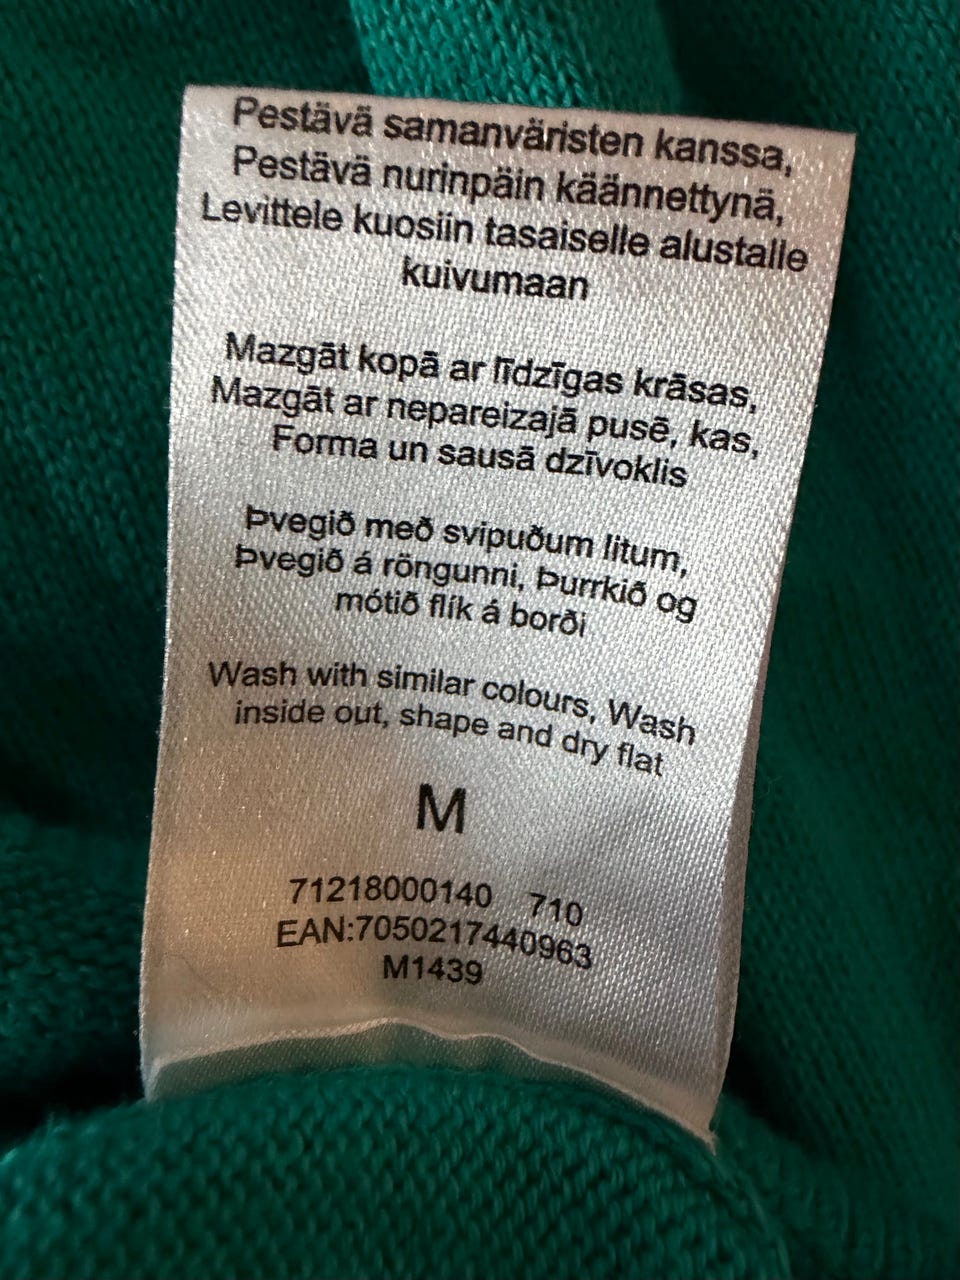 Pestävä samanväristen kanssa,
Pestävä nurinpäin käännettynä,
Levittele kuosiin tasaiselle alustalle
kuivumaan
Mazgāt kopā ar līdzīgas krāsas,
Mazgāt ar nepareizajā pusē, kas,
Forma un sausā dzīvoklis
Þvegið með svipuðum litum,
Þvegið á röngunni, Þurrkið og
mótið flík á borði
Wash with similar colours, Wash
inside out, shape and dry flat
M
71218000140 710
EAN:7050217440963
M1439